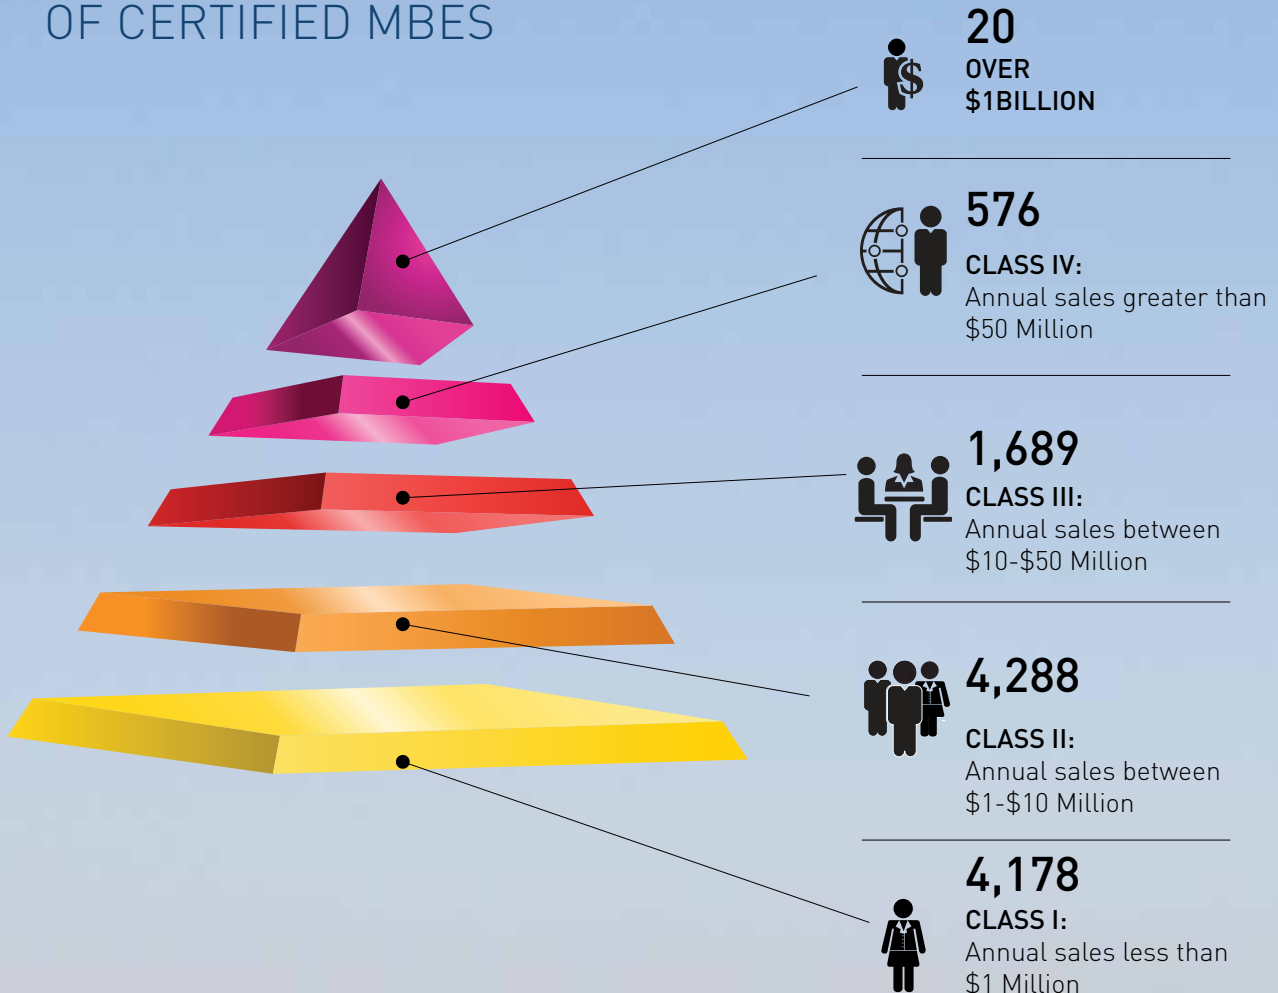 OF CERTIFIED MBES
20
OVER
$1BILLION
576
CLASS IV:
Annual sales greater than
$50 Million
1,689
CLASS III:
Annual sales between
$10-$50 Million
4,288
CLASS II:
Annual sales between
$1-$10 Million
4,178
CLASS I:
Annual sales less than
$1 Million